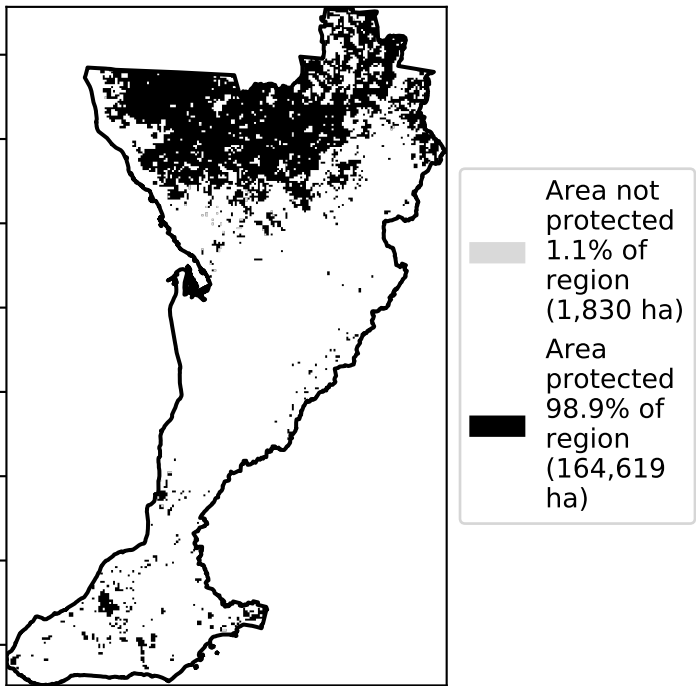 Area not
protected
1.1% of
region
(1,830 ha)
Area
protected
98.9% of
region
(164,619
ha)